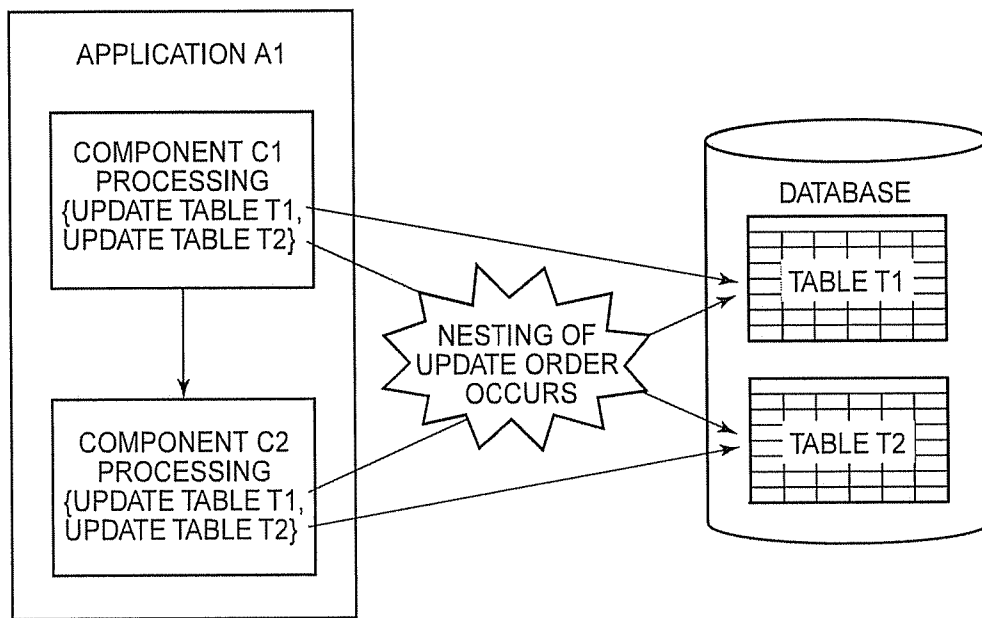 APPLICATION A1
COMPONENT C1
PROCESSING
{UPDATE TABLE T1,
UPDATE TABLE T2}
NESTING OF
UPDATE ORDER
OCCURS
COMPONENT C2
PROCESSING
{UPDATE TABLE T1,
UPDATE TABLE T2}
DATABASE
TABLE T1
TABLE T2